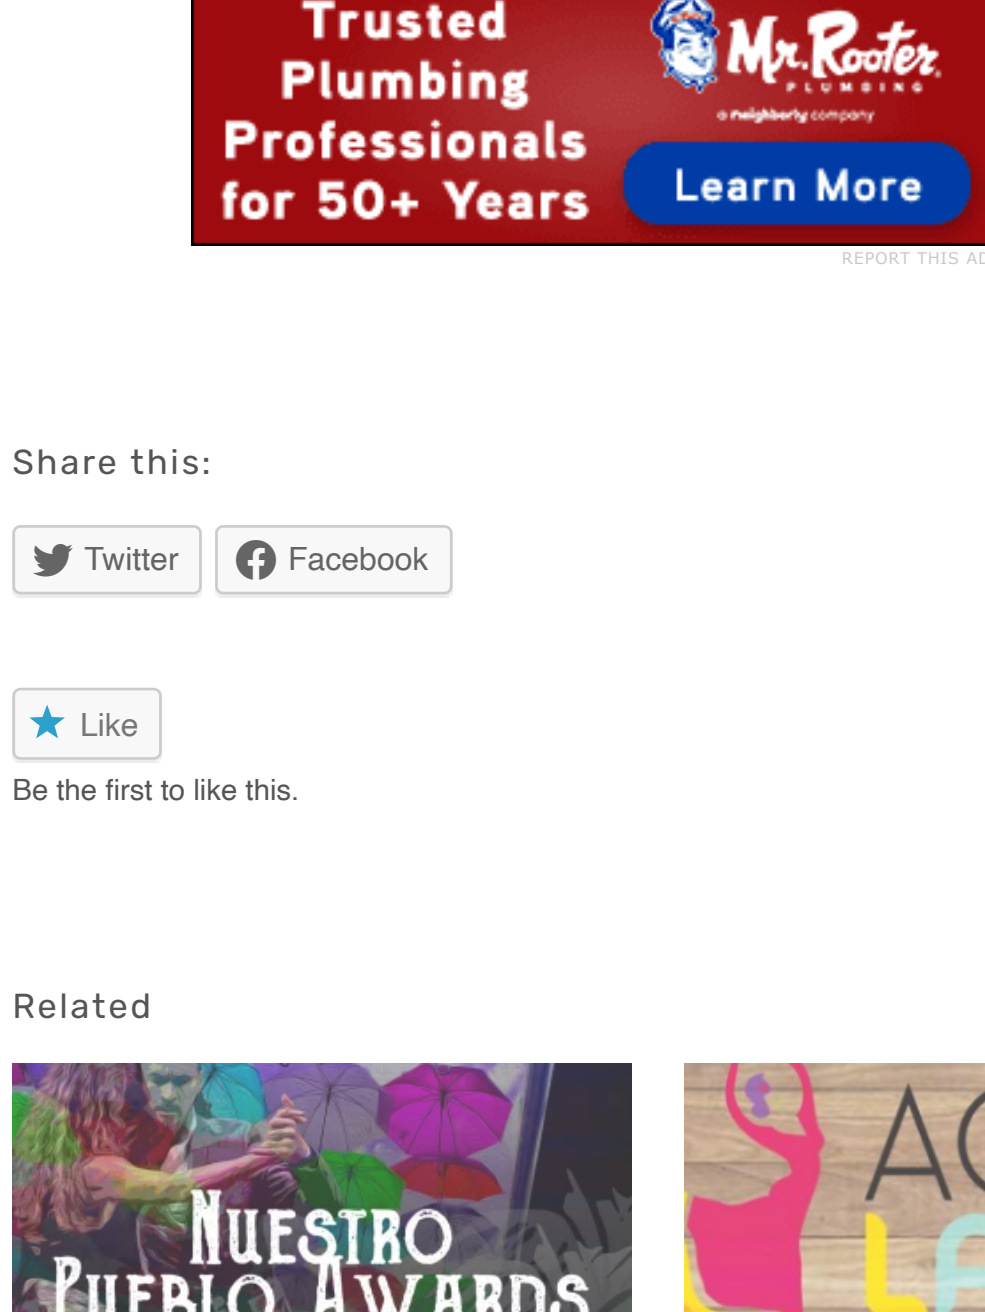 Trusted
Plumbing
Professionals
for 50+ Years
Mr. Rooter
PLUMBING
a neighborly company
Learn More
REPORT THIS AD
Share this:
Twitter
Facebook
Like
Be the first to like this.
Related
NUESTRO
PUEBLO AWARDS